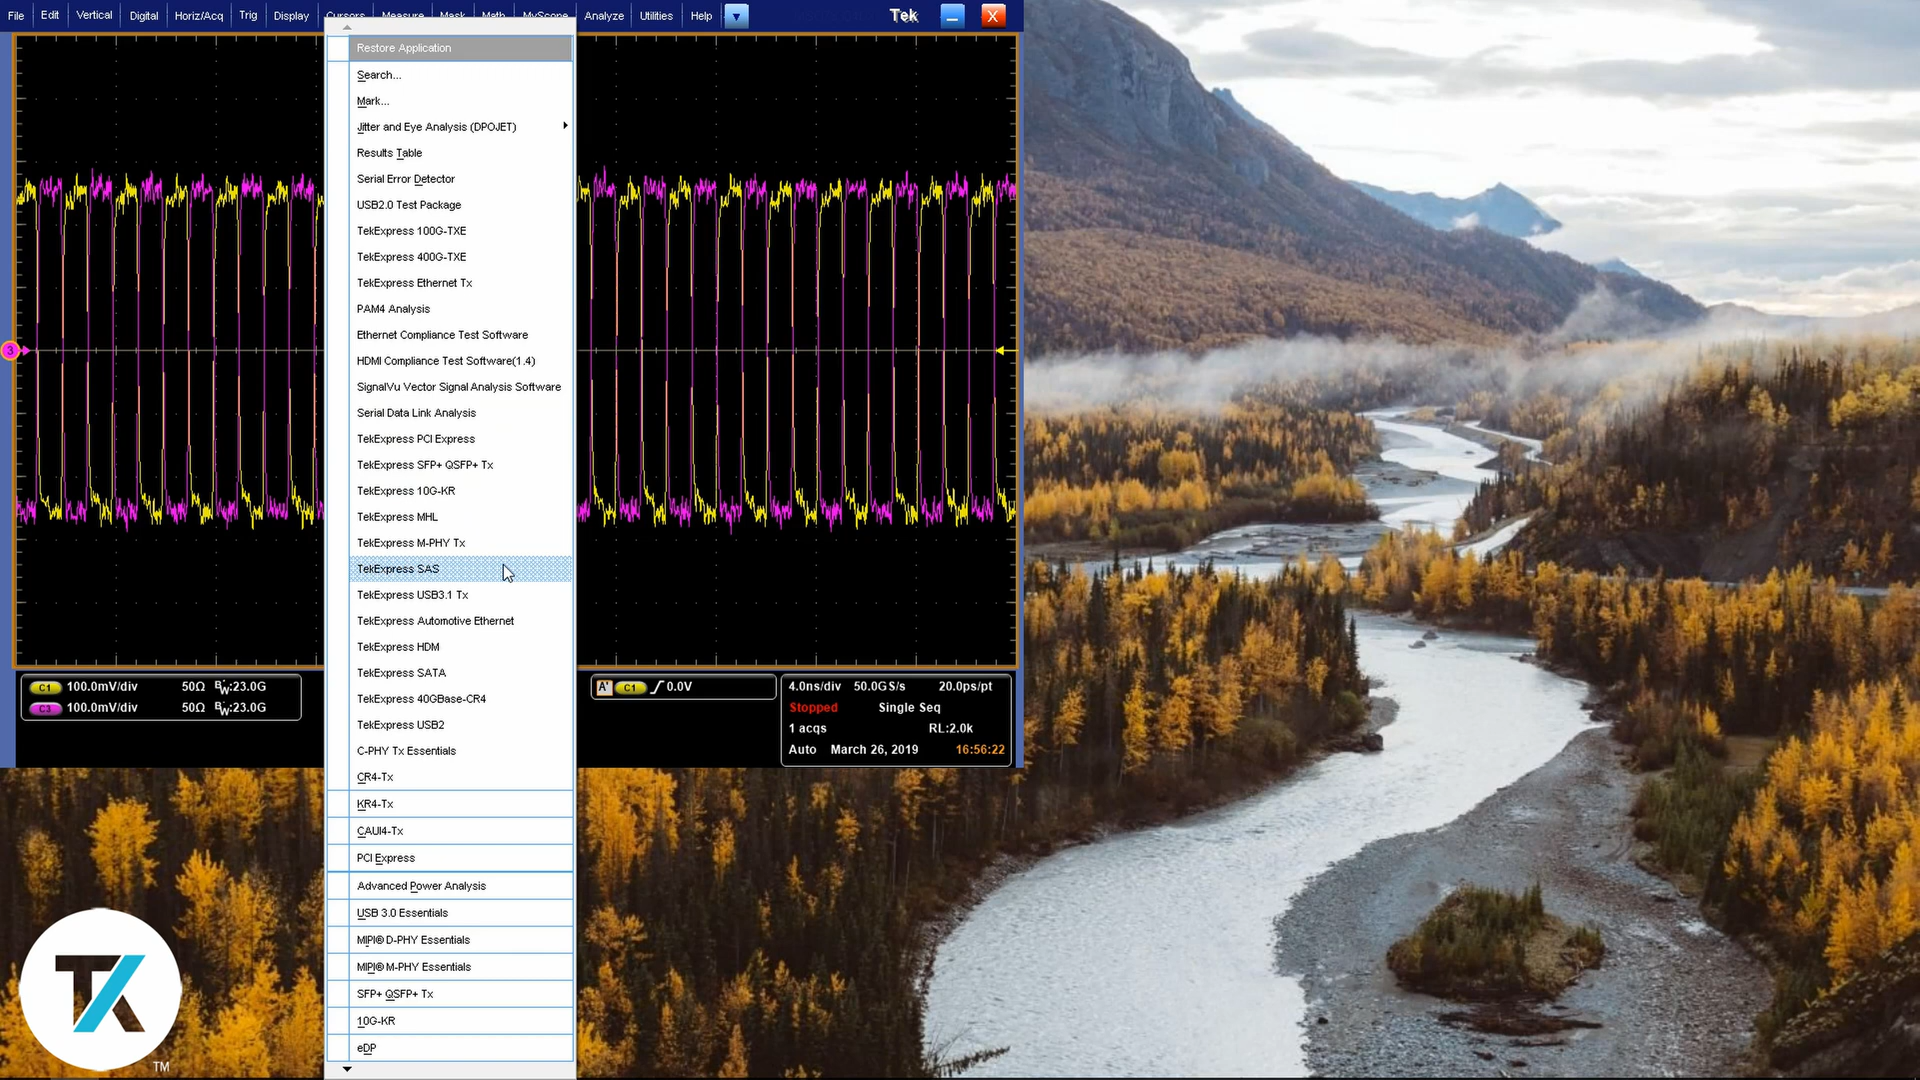 File Edit Vertical Digital Horiz/Acq Trig Display Cursors Measure Mask Math MyScope Analyze Utilities Help Tek
Restore Application
Search...
Mark...
Jitter and Eye Analysis (DPOJET)
Results Table
Serial Error Detector
USB2.0 Test Package
TekExpress 100G-TXE
TekExpress 400G-TXE
TekExpress Ethernet Tx
PAM4 Analysis
Ethernet Compliance Test Software
HDMI Compliance Test Software(1.4)
SignalVu Vector Signal Analysis Software
Serial Data Link Analysis
TekExpress PCI Express
TekExpress SFP+ QSFP+ Tx
TekExpress 10G-KR
TekExpress MHL
TekExpress M-PHY Tx
TekExpress SAS
TekExpress USB3.1 Tx
TekExpress Automotive Ethernet
TekExpress HDM
TekExpress SATA
TekExpress 40GBase-CR4
TekExpress USB2
C-PHY Tx Essentials
CR4-Tx
KR4-Tx
CAUI4-Tx
PCI Express
Advanced Power Analysis
USB 3.0 Essentials
MIPI® D-PHY Essentials
MIPI® M-PHY Essentials
SFP+ QSFP+ Tx
10G-KR
eDP
3
C1 100.0mV/div 50Ω BW:23.0G
C3 100.0mV/div 50Ω BW:23.0G
A' C1 0.0V
4.0ns/div 50.0GS/s 20.0ps/pt
Stopped Single Seq
1 acqs RL:2.0k
Auto March 26, 2019 16:56:22
TK
TM